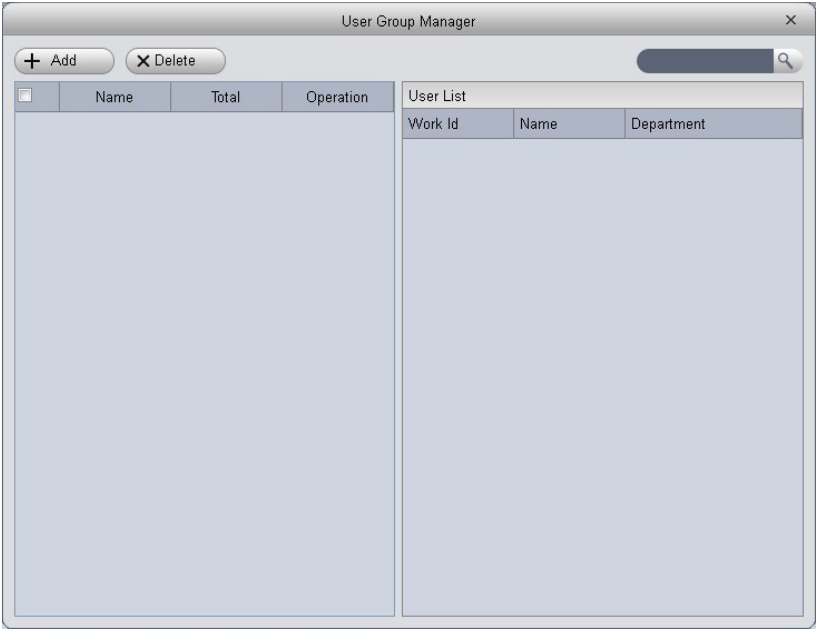 User Group Manager
Add Delete
Name Total Operation
User List
Work Id Name Department